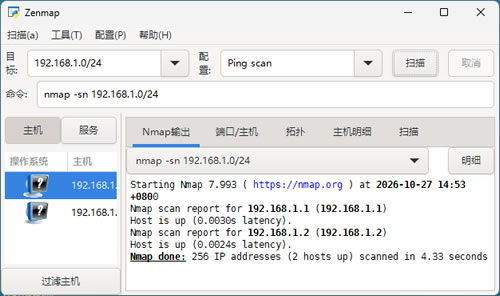 Zenmap
扫描(a) 工具(T) 配置(P) 帮助(H)
目标: 192.168.1.0/24 配置: Ping scan 扫描 取消
命令: nmap -sn 192.168.1.0/24
主机 服务
操作系统 主机
192.168.1.
192.168.1.
过滤主机
Nmap输出 端口/主机 拓扑 主机明细 扫描
nmap -sn 192.168.1.0/24 明细
Starting Nmap 7.993 ( https://nmap.org ) at 2026-10-27 14:53
+0800
Nmap scan report for 192.168.1.1 (192.168.1.1)
Host is up (0.0030s latency).
Nmap scan report for 192.168.1.2 (192.168.1.2)
Host is up (0.0024s latency).
Nmap done: 256 IP addresses (2 hosts up) scanned in 4.33 seconds